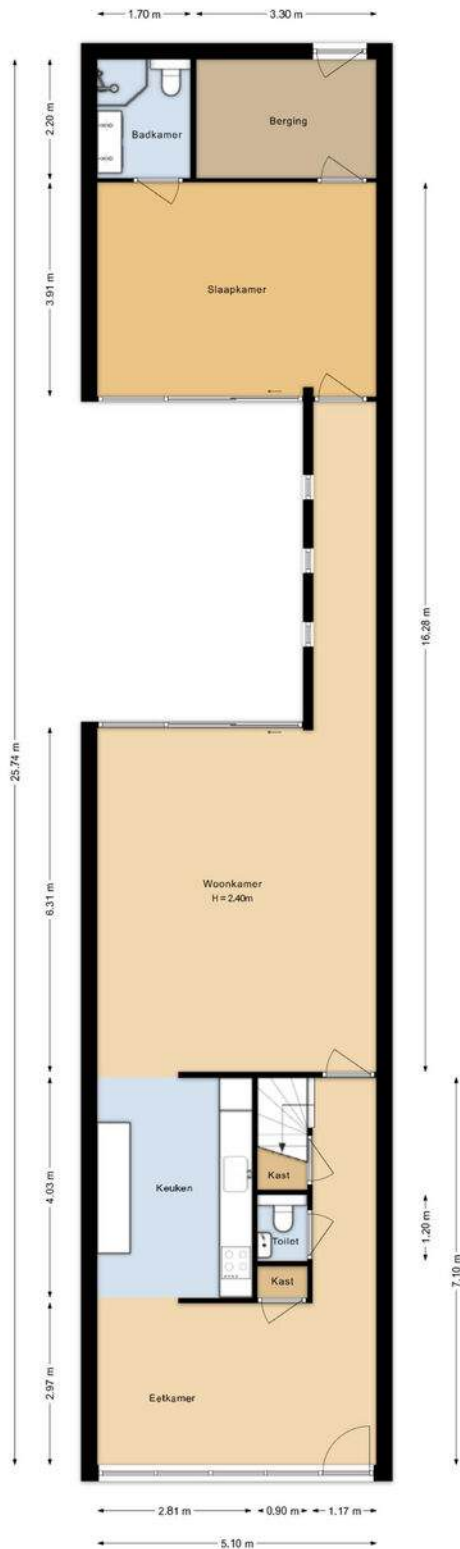 1.70 m
3.30 m
2.20 m
Badkamer
Berging
3.91 m
Slaapkamer
16.28 m
25.74 m
6.31 m
Woonkamer
H = 2.40m
4.03 m
Keuken
Kast
Toilet
1.20 m
7.10 m
Kast
2.97 m
Eetkamer
2.81 m
0.90 m
1.17 m
5.10 m